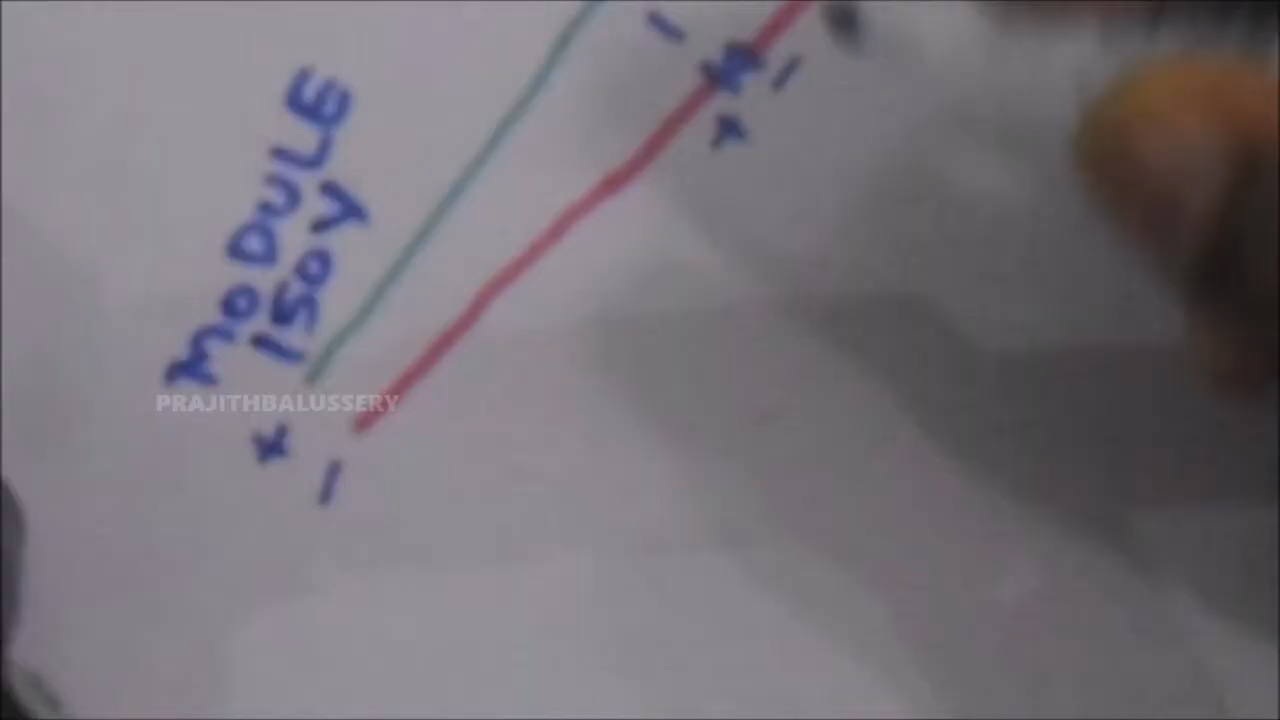 MODULE
150V
PRAJITHBALUSSERY
+ -
- -
+